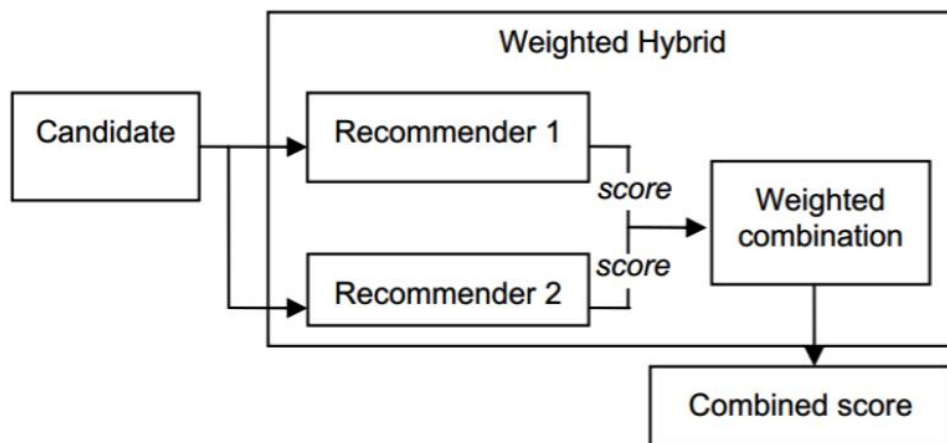 Weighted Hybrid
Candidate
Recommender 1
score
Weighted
combination
score
Recommender 2
Combined score